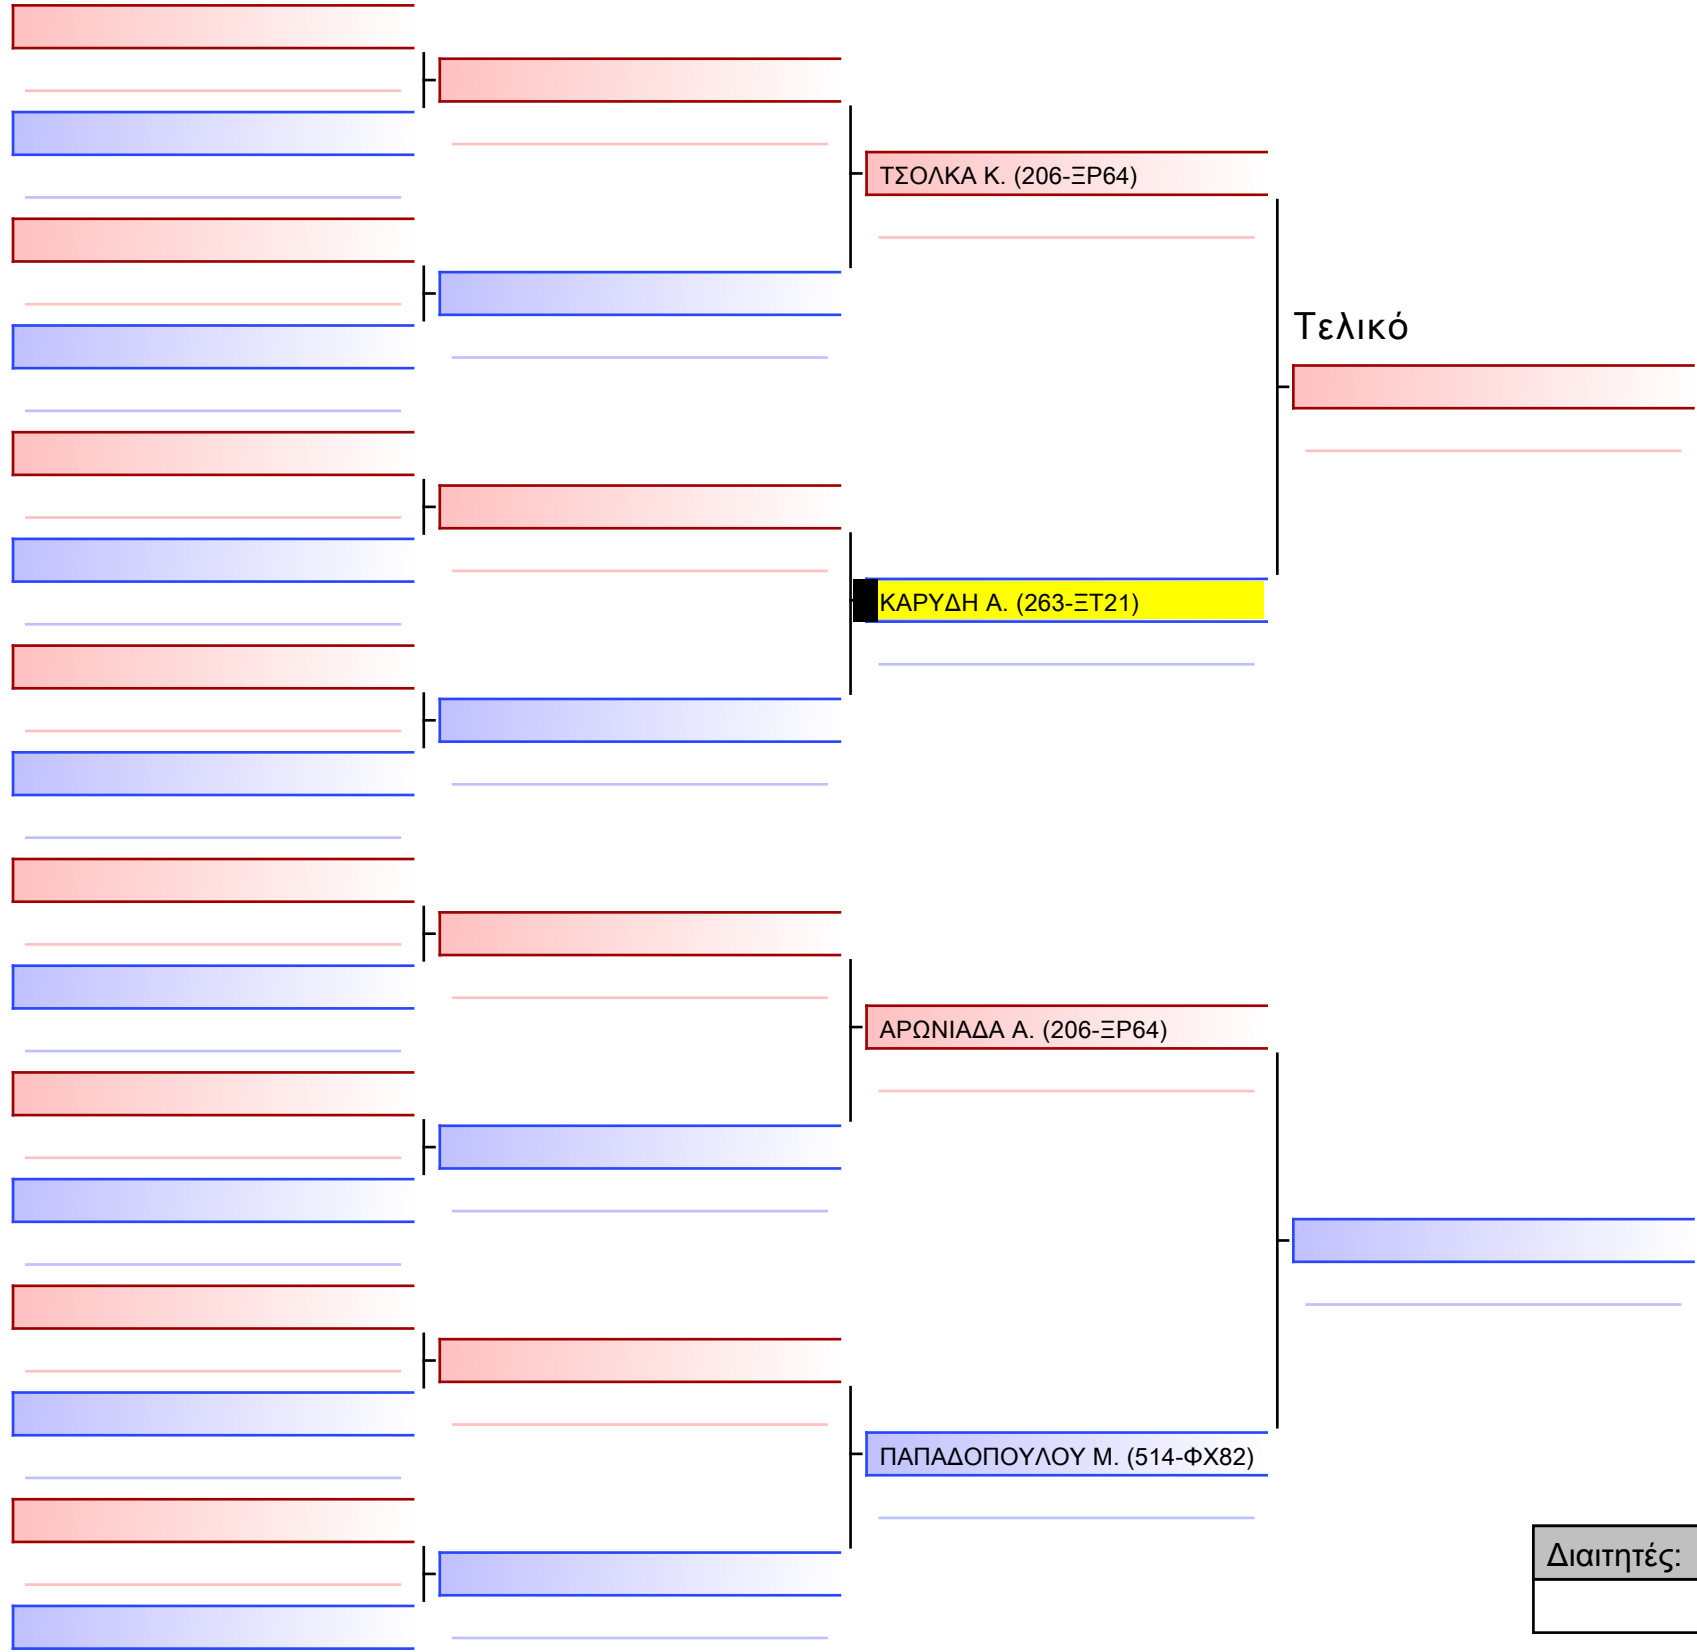 ΤΣΟΛΚΑ Κ. (206-ΞΡ64)
Τελικό
ΚΑΡΥΔΗ Α. (263-ΞΤ21)
ΑΡΩΝΙΑΔΑ Α. (206-ΞΡ64)
ΠΑΠΑΔΟΠΟΥΛΟΥ Μ. (514-ΦΧ82)
Διαιτητές: